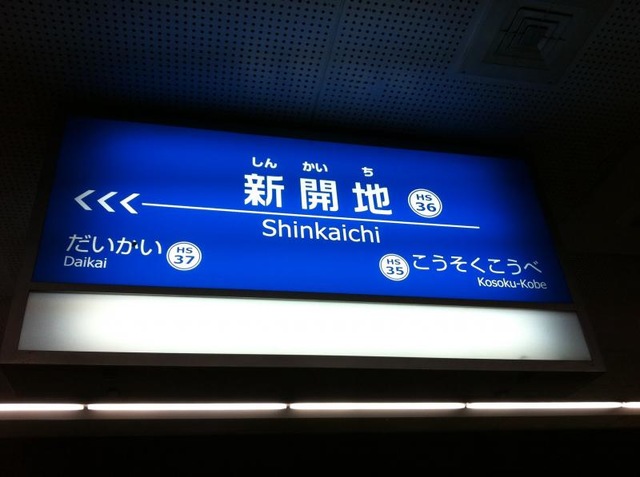 しん かい ち
新開地 HS 36
Shinkaichi
だいかい HS 37
Daikai
HS 35 こうそくこうべ
Kosoku-Kobe